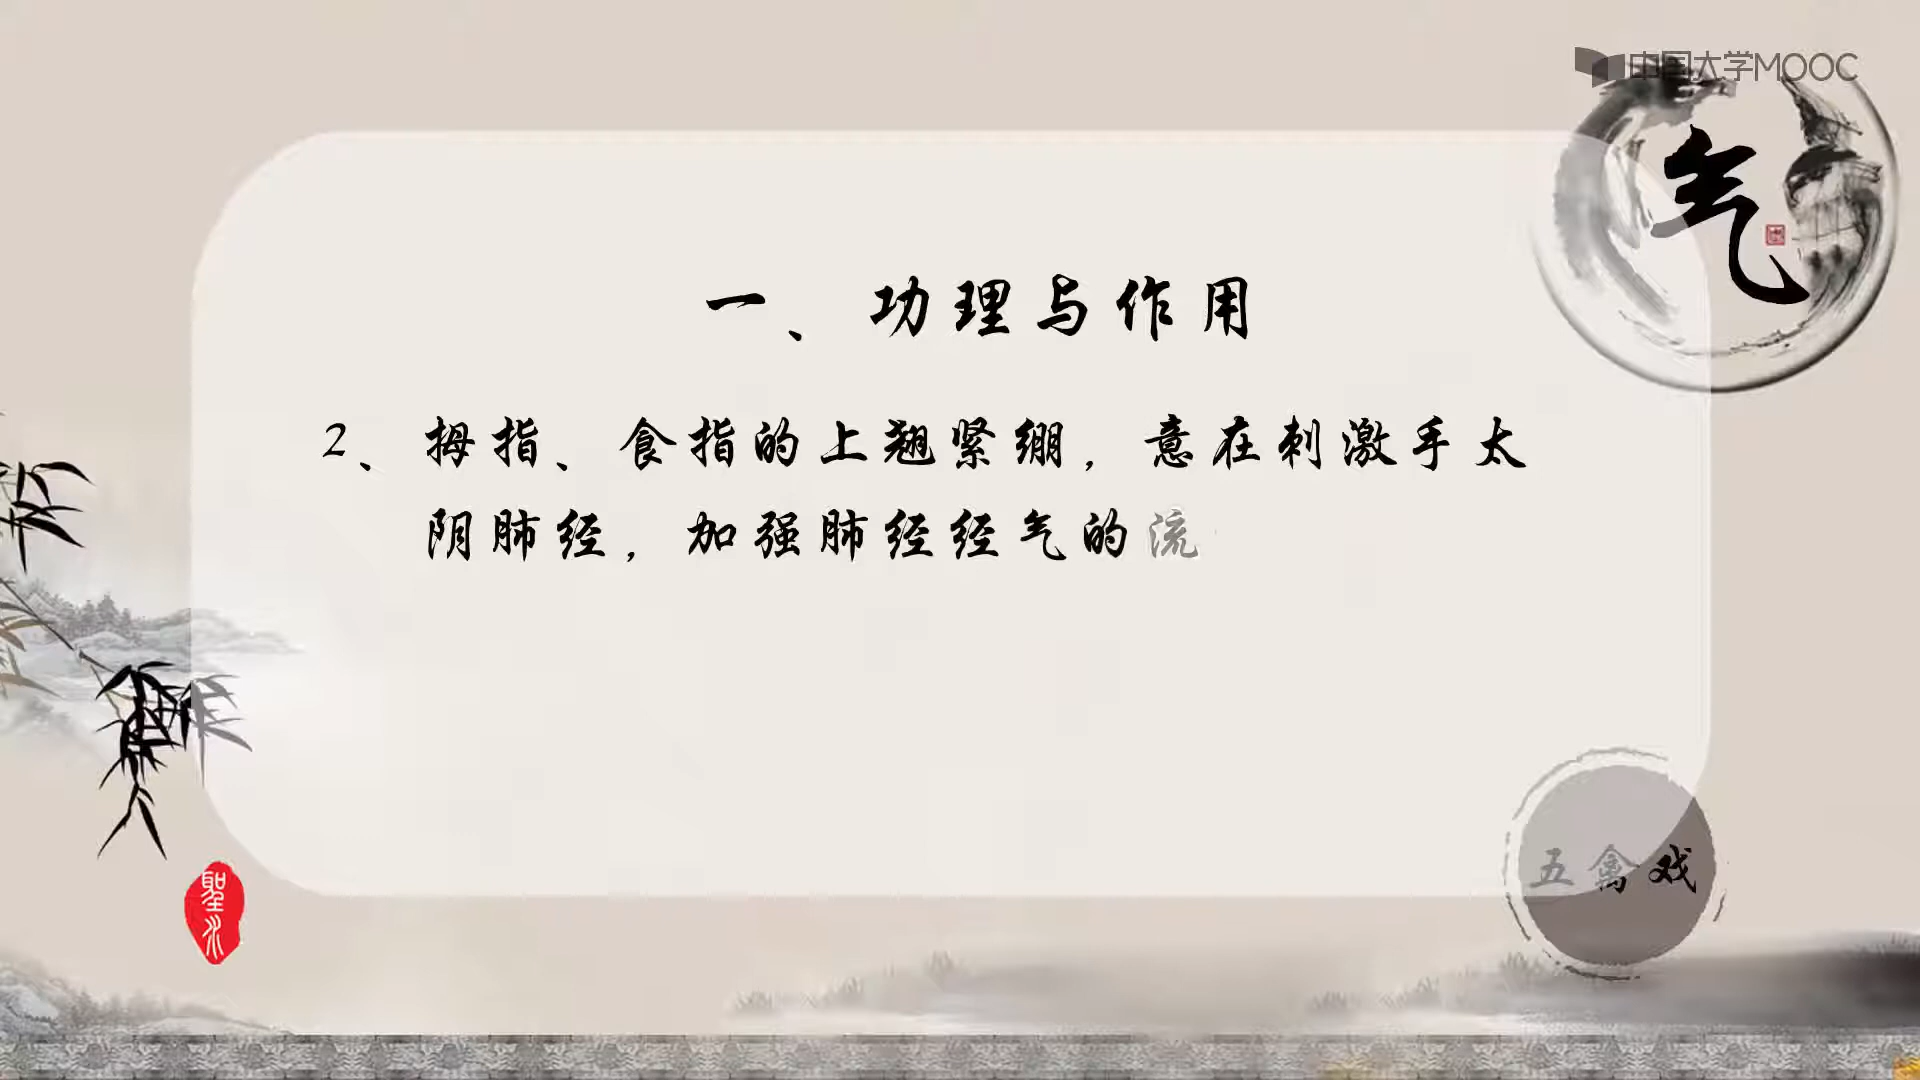 中国大学MOOC
气
一、功理与作用
2、拇指、食指的上翘紧绷，意在刺激手太
阴肺经，加强肺经经气的流
五禽戏
聖水